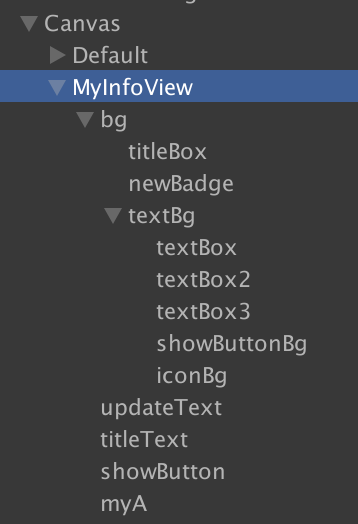 Canvas
Default
MyInfoView
bg
titleBox
newBadge
textBg
textBox
textBox2
textBox3
showButtonBg
iconBg
updateText
titleText
showButton
myA